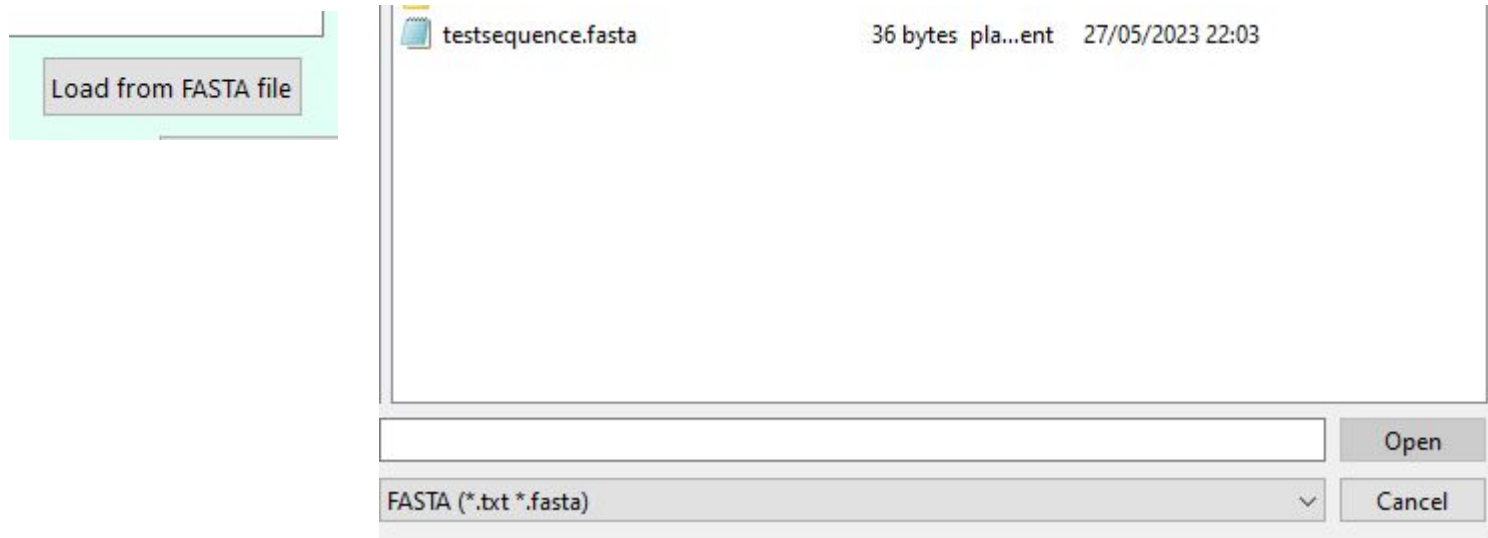 Load from FASTA file
testsequence.fasta 36 bytes pla...ent 27/05/2023 22:03
Open
FASTA (*.txt *.fasta)
Cancel